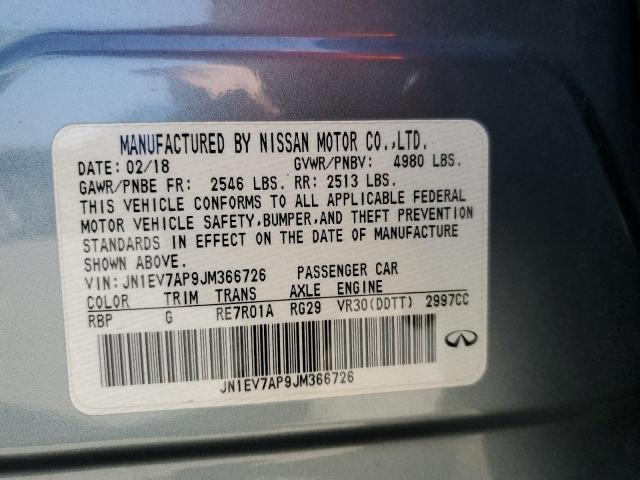 MANUFACTURED BY NISSAN MOTOR CO.,LTD.
DATE: 02/18 GVWR/PNBV: 4980 LBS.
GAWR/PNBE FR: 2546 LBS. RR: 2513 LBS.
THIS VEHICLE CONFORMS TO ALL APPLICABLE FEDERAL
MOTOR VEHICLE SAFETY,BUMPER,AND THEFT PREVENTION
STANDARDS IN EFFECT ON THE DATE OF MANUFACTURE
SHOWN ABOVE.
VIN: JN1EV7AP9JM366726 PASSENGER CAR
COLOR TRIM TRANS AXLE ENGINE
RBP G RE7R01A RG29 VR30(DDTT) 2997CC
JN1EV7AP9JM366726